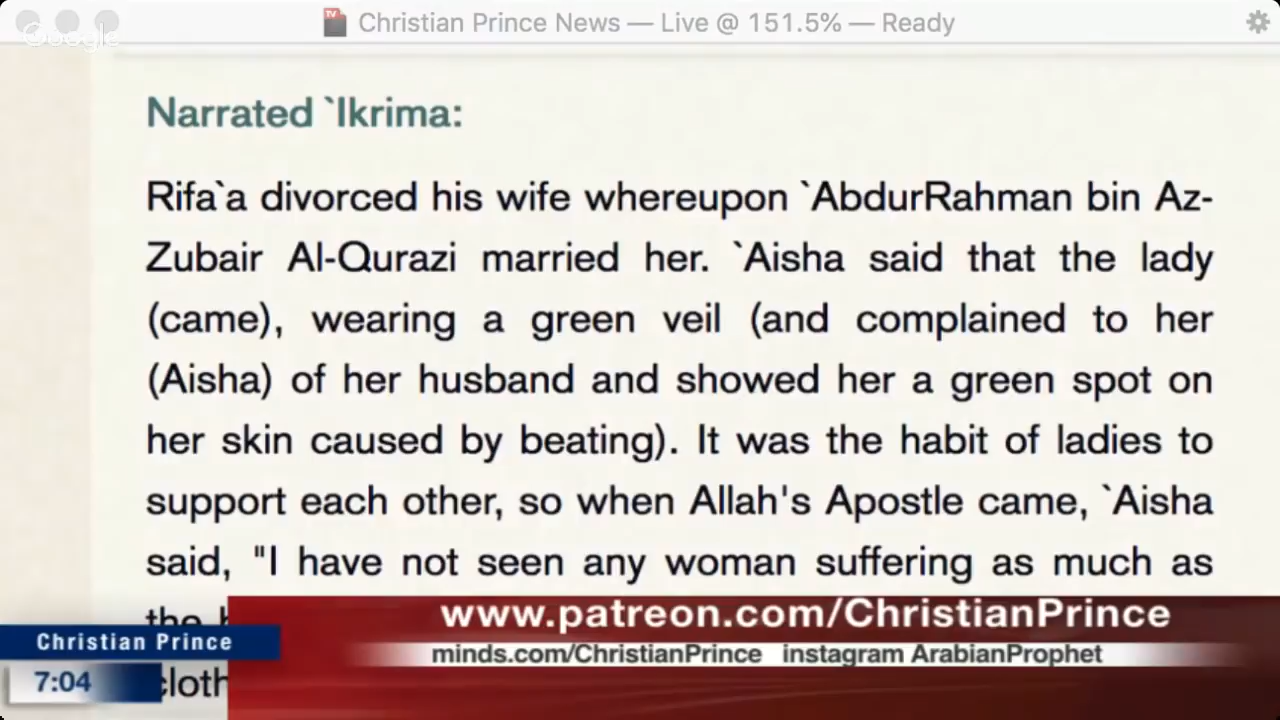 Christian Prince News — Live @ 151.5% — Ready
Google
Narrated `Ikrima:
Rifa`a divorced his wife whereupon `AbdurRahman bin Az-
Zubair Al-Qurazi married her. `Aisha said that the lady
(came), wearing a green veil (and complained to her
(Aisha) of her husband and showed her a green spot on
her skin caused by beating). It was the habit of ladies to
support each other, so when Allah's Apostle came, `Aisha
said, "I have not seen any woman suffering as much as
the
www.patreon.com/ChristianPrince
Christian Prince
minds.com/ChristianPrince instagram ArabianProphet
7:04